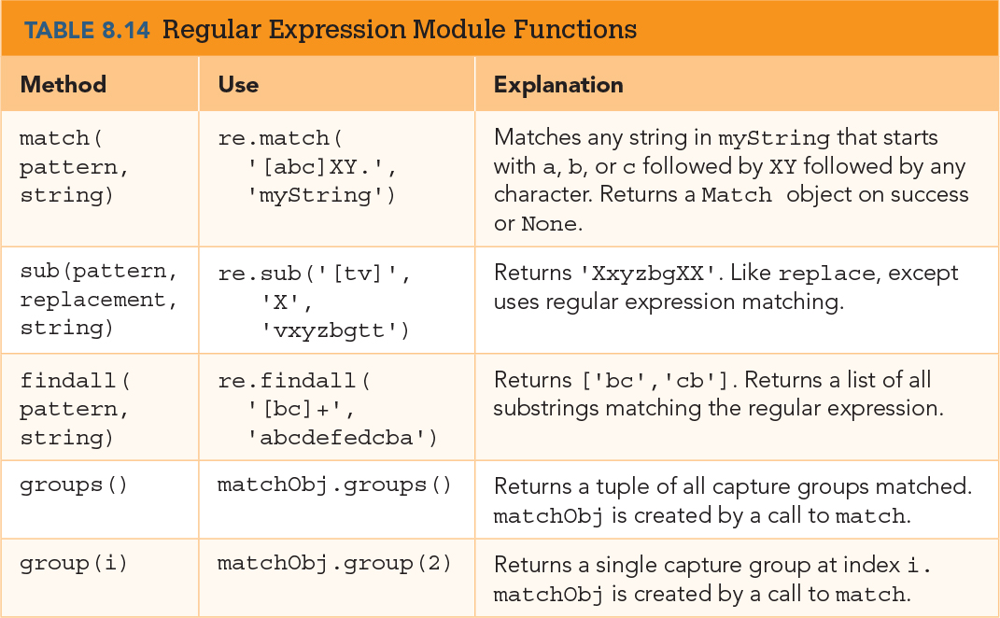 TABLE 8.14 Regular Expression Module Functions
Method Use Explanation
match(
pattern,
string)
re.match(
'[abc]XY.',
'myString')
Matches any string in myString that starts
with a, b, or c followed by XY followed by any
character. Returns a Match object on success
or None.
sub(pattern,
replacement,
string)
re.sub('[tv]',
'X',
'vxyzbgtt')
Returns 'XxyzbgXX'. Like replace, except
uses regular expression matching.
findall(
pattern,
string)
re.findall(
'[bc]+',
'abcdefedcba')
Returns ['bc','cb']. Returns a list of all
substrings matching the regular expression.
groups()
matchObj.groups()
Returns a tuple of all capture groups matched.
matchObj is created by a call to match.
group(i)
matchObj.group(2)
Returns a single capture group at index i.
matchObj is created by a call to match.